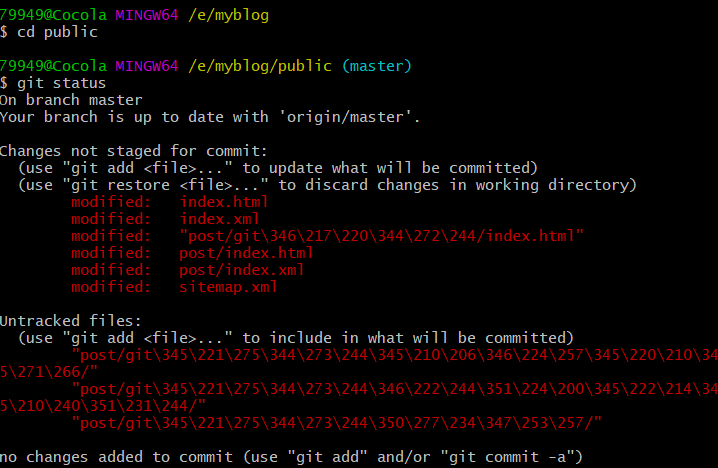 79949@Cocola MINGW64 /e/myblog
$ cd public
79949@Cocola MINGW64 /e/myblog/public (master)
$ git status
On branch master
Your branch is up to date with 'origin/master'.
Changes not staged for commit:
(use "git add <file>..." to update what will be committed)
(use "git restore <file>..." to discard changes in working directory)
modified: index.html
modified: index.xml
modified: "post/git\346\217\220\344\272\244/index.html"
modified: post/index.html
modified: post/index.xml
modified: sitemap.xml
Untracked files:
(use "git add <file>..." to include in what will be committed)
"post/git\345\221\275\344\273\244\345\210\206\346\224\257\345\220\210\34
5\271\266/"
"post/git\345\221\275\344\273\244\346\222\244\351\224\200\345\222\214\34
5\210\240\351\231\244/"
"post/git\345\221\275\344\273\244\350\277\234\347\253\257/"
no changes added to commit (use "git add" and/or "git commit -a")